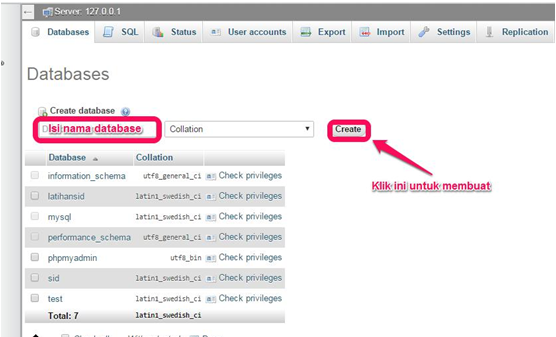 Server: 127.0.0.1
Databases SQL Status User accounts Export Import Settings Replication
Databases
Create database
Isi nama database Collation Create
Database Collation
information_schema utf8_general_ci Check privileges
latihansid latin1_swedish_ci Check privileges
Klik ini untuk membuat
mysql latin1_swedish_ci Check privileges
performance_schema utf8_general_ci Check privileges
phpmyadmin utf8_bin Check privileges
sid latin1_swedish_ci Check privileges
test latin1_swedish_ci Check privileges
Total: 7 latin1_swedish_ci